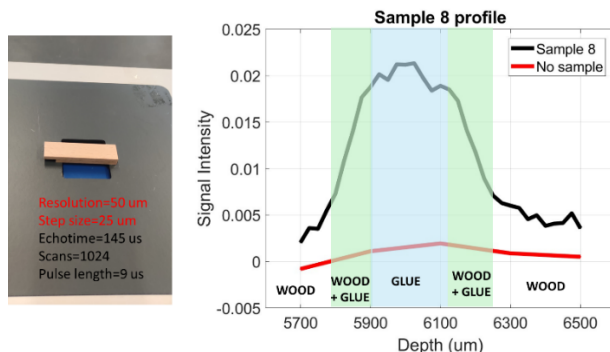 Resolution=50 um
Step size=25 um
Echotime=145 us
Scans=1024
Pulse length=9 us
Sample 8 profile
Signal Intensity
0.025
0.02
0.015
0.01
0.005
0
-0.005
Sample 8
No sample
WOOD
WOOD
+ GLUE
GLUE
WOOD
+ GLUE
WOOD
5700
5900
6100
6300
6500
Depth (um)